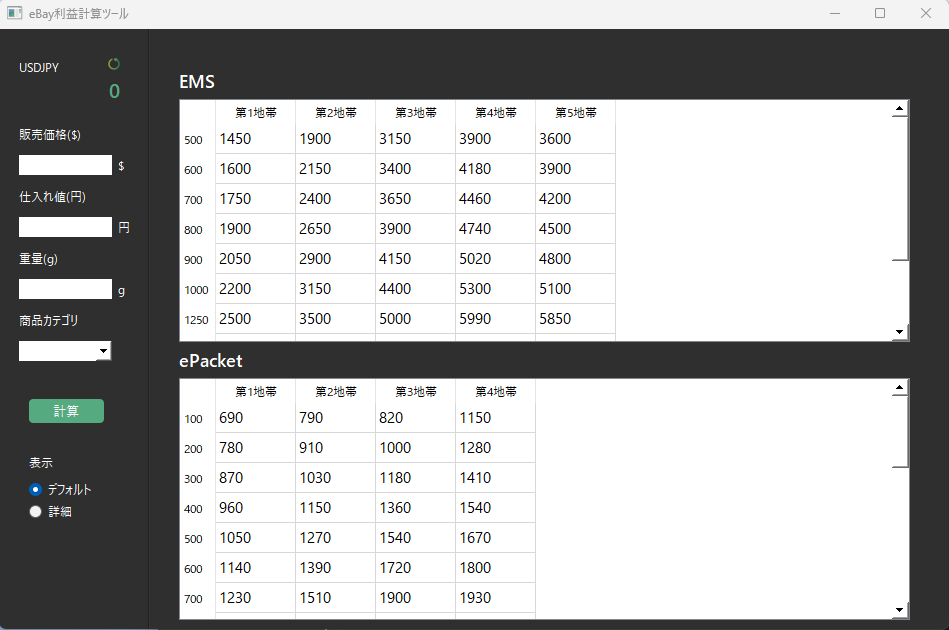 eBay利益計算ツール
USDJPY
0
販売価格($)
$
仕入れ値(円)
円
重量(g)
g
商品カテゴリ
計算
表示
デフォルト
詳細
EMS
第1地帯 第2地帯 第3地帯 第4地帯 第5地帯
500 1450 1900 3150 3900 3600
600 1600 2150 3400 4180 3900
700 1750 2400 3650 4460 4200
800 1900 2650 3900 4740 4500
900 2050 2900 4150 5020 4800
1000 2200 3150 4400 5300 5100
1250 2500 3500 5000 5990 5850
ePacket
第1地帯 第2地帯 第3地帯 第4地帯
100 690 790 820 1150
200 780 910 1000 1280
300 870 1030 1180 1410
400 960 1150 1360 1540
500 1050 1270 1540 1670
600 1140 1390 1720 1800
700 1230 1510 1900 1930